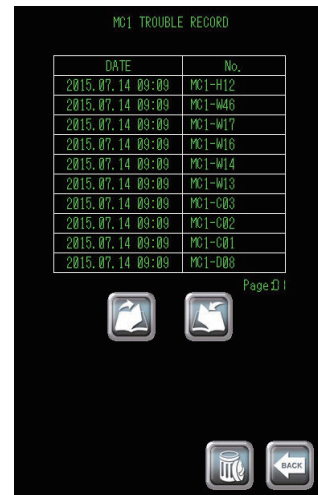 MC1 TROUBLE RECORD
DATE No.
2015.07.14 09:09 MC1-H12
2015.07.14 09:09 MC1-W46
2015.07.14 09:09 MC1-W17
2015.07.14 09:09 MC1-W16
2015.07.14 09:09 MC1-W14
2015.07.14 09:09 MC1-W13
2015.07.14 09:09 MC1-C03
2015.07.14 09:09 MC1-C02
2015.07.14 09:09 MC1-C01
2015.07.14 09:09 MC1-D08
Page
BACK